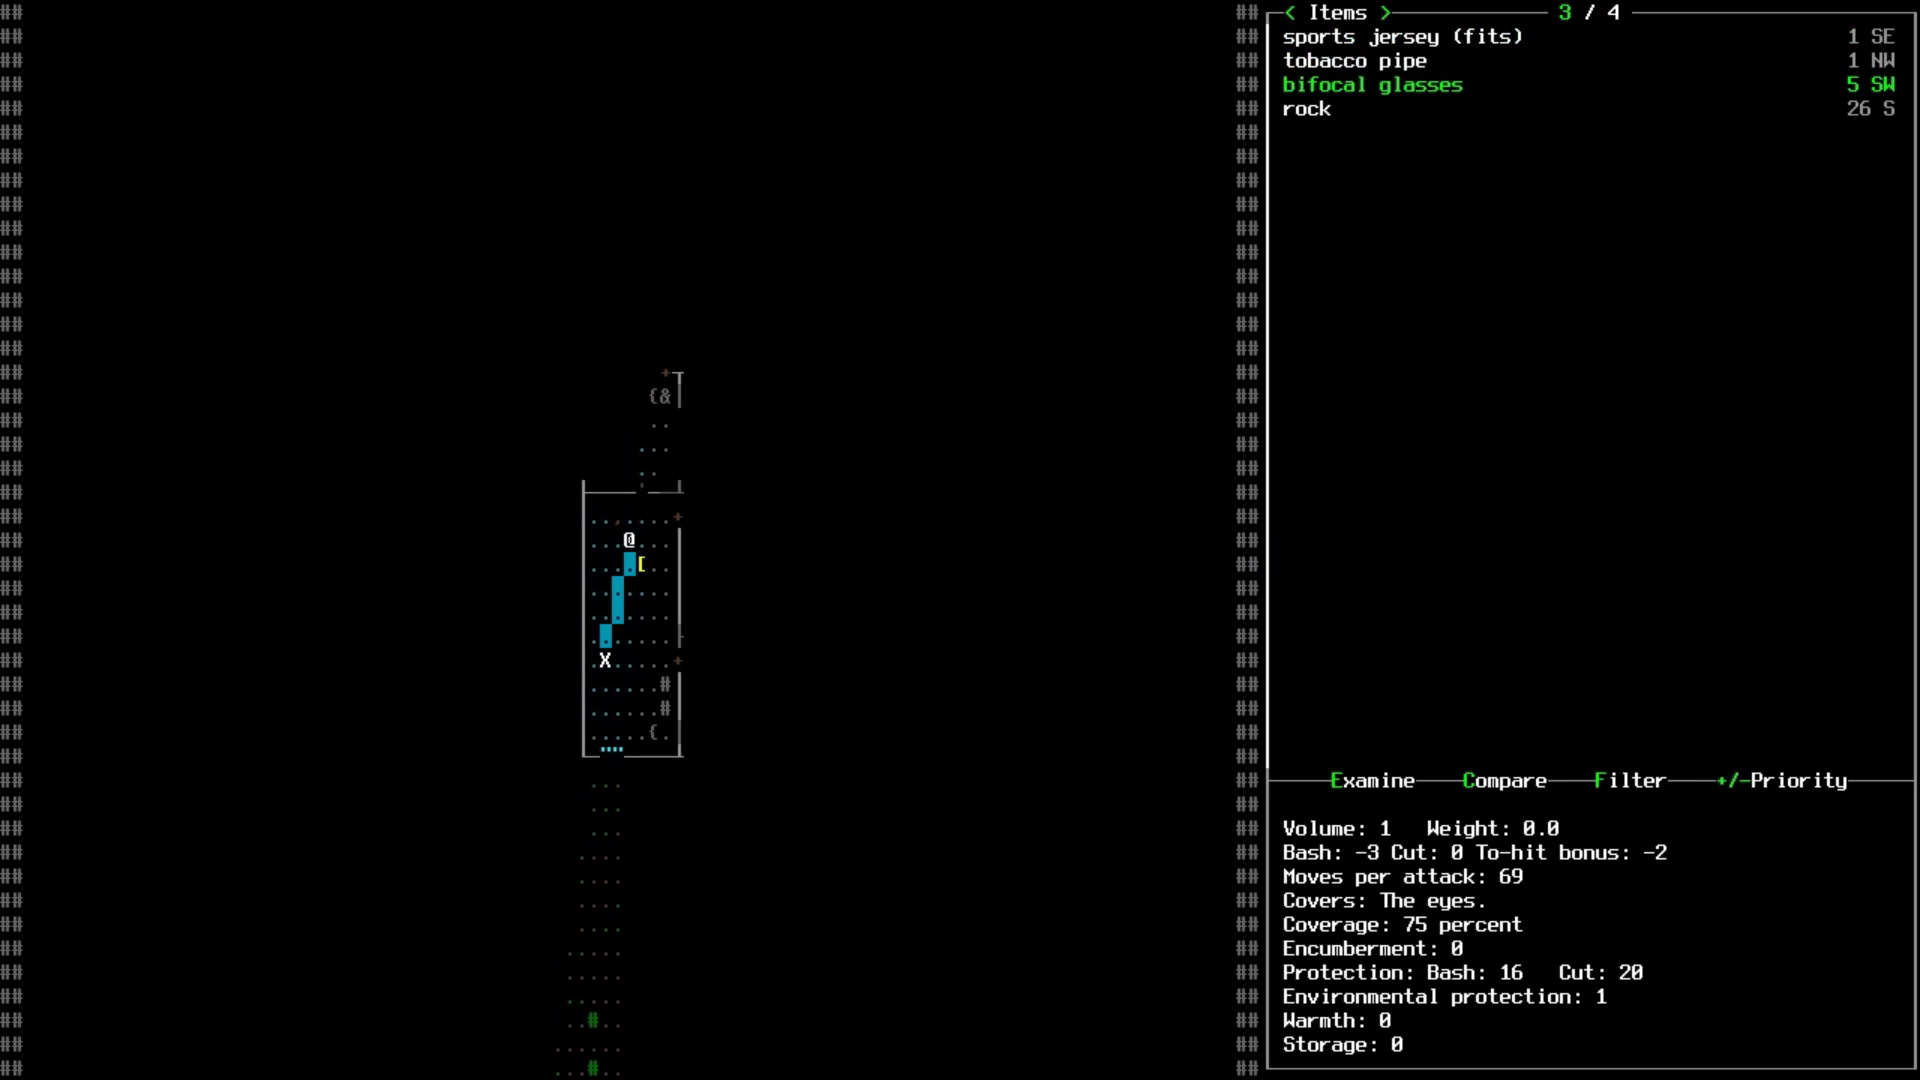 < Items > 3 / 4
sports jersey (fits) 1 SE
tobacco pipe 1 NW
bifocal glasses 5 SW
rock 26 S
Examine Compare Filter +/-Priority
Volume: 1 Weight: 0.0
Bash: -3 Cut: 0 To-hit bonus: -2
Moves per attack: 69
Covers: The eyes.
Coverage: 75 percent
Encumberment: 0
Protection: Bash: 16 Cut: 20
Environmental protection: 1
Warmth: 0
Storage: 0